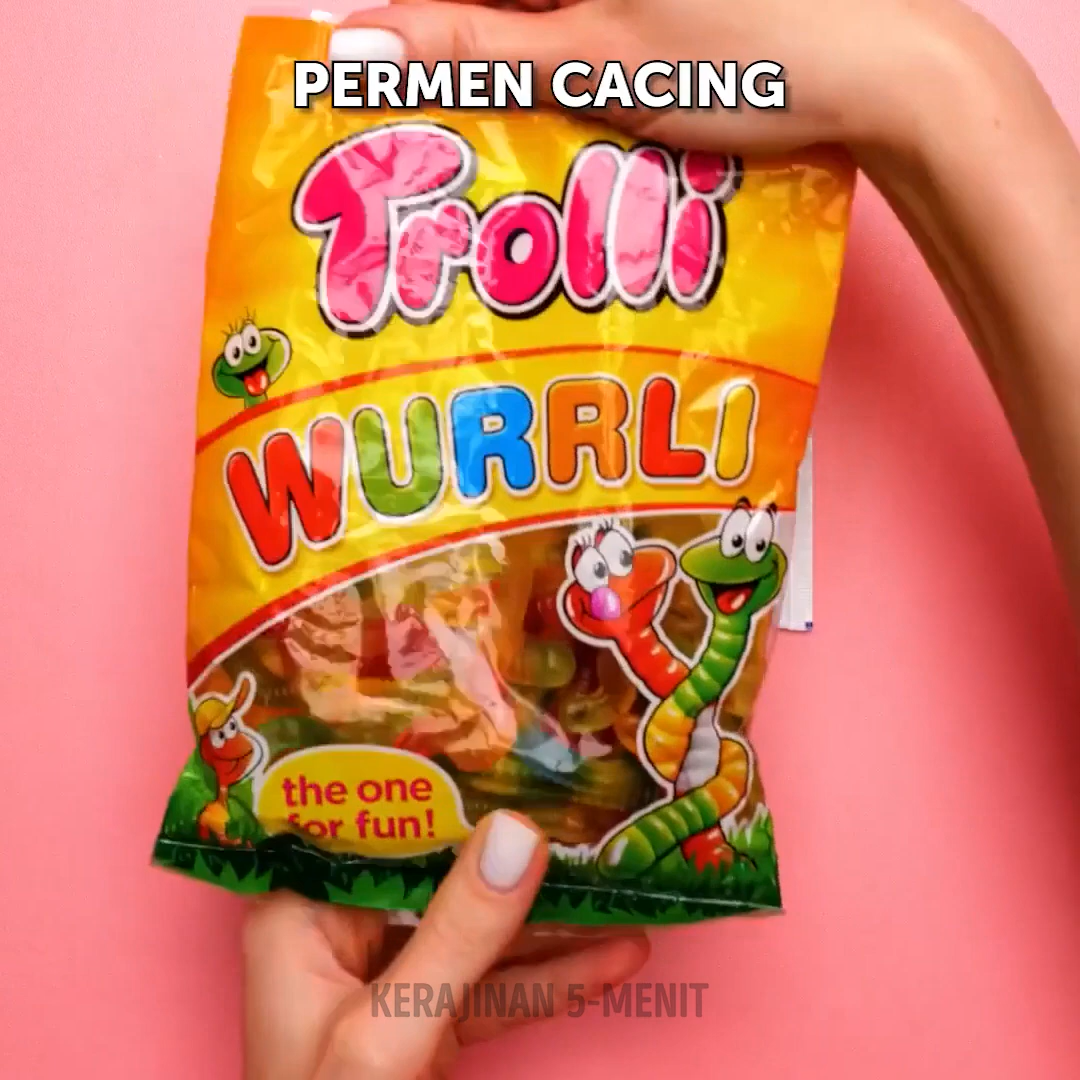 PERMEN CACING
Trolli
WURRLI
the one
for fun!
KERAJINAN 5-MENIT